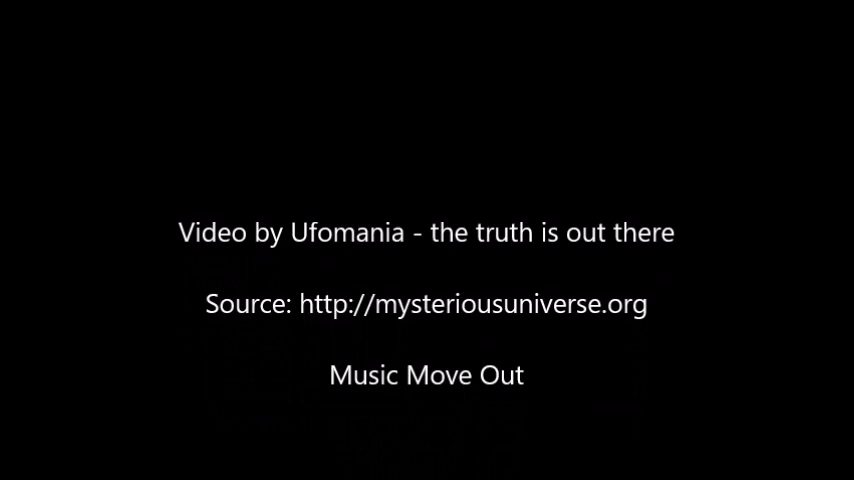 Video by Ufomania - the truth is out there
Source: http://mysteriousuniverse.org
Music Move Out